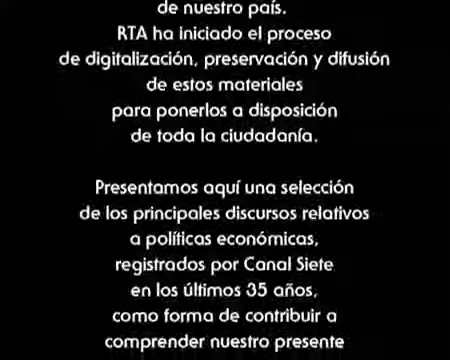 de nuestro país.
RTA ha iniciado el proceso
de digitalización, preservación y difusión
de estos materiales
para ponerlos a disposición
de toda la ciudadanía.
Presentamos aquí una selección
de los principales discursos relativos
a políticas económicas,
registrados por Canal Siete
en los últimos 35 años,
como forma de contribuir a
comprender nuestro presente